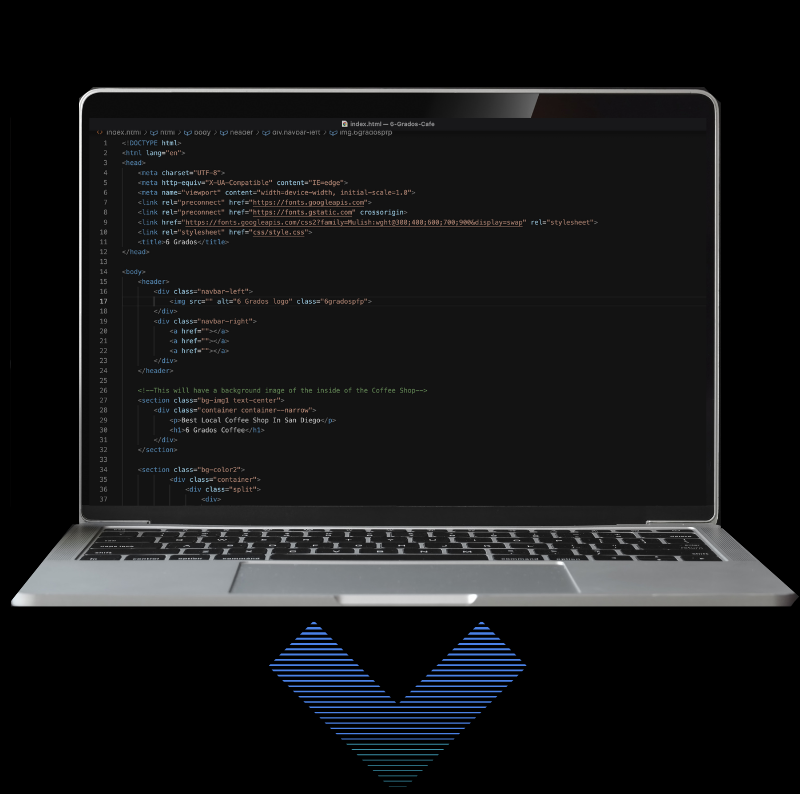 index.html — 6-Grados-Cafe
index.html > html > body > header > div.navbar-left > img.6gradospfp
1 <!DOCTYPE html>
2 <html lang="en">
3 <head>
4 <meta charset="UTF-8">
5 <meta http-equiv="X-UA-Compatible" content="IE=edge">
6 <meta name="viewport" content="width=device-width, initial-scale=1.0">
7 <link rel="preconnect" href="https://fonts.googleapis.com">
8 <link rel="preconnect" href="https://fonts.gstatic.com" crossorigin>
9 <link href="https://fonts.googleapis.com/css2?family=Mulish:wght@300;400;600;700;900&display=swap" rel="stylesheet">
10 <link rel="stylesheet" href="css/style.css">
11 <title>6 Grados</title>
12 </head>
13
14 <body>
15 <header>
16 <div class="navbar-left">
17 <img src="" alt="6 Grados logo" class="6gradospfp">
18 </div>
19 <div class="navbar-right">
20 <a href=""></a>
21 <a href=""></a>
22 <a href=""></a>
23 </div>
24 </header>
25
26 <!--This will have a background image of the inside of the Coffee Shop-->
27 <section class="bg-img1 text-center">
28 <div class="container container--narrow">
29 <p>Best Local Coffee Shop In San Diego</p>
30 <h1>6 Grados Coffee</h1>
31 </div>
32 </section>
33
34 <section class="bg-color2">
35 <div class="container">
36 <div class="split">
37 <div>